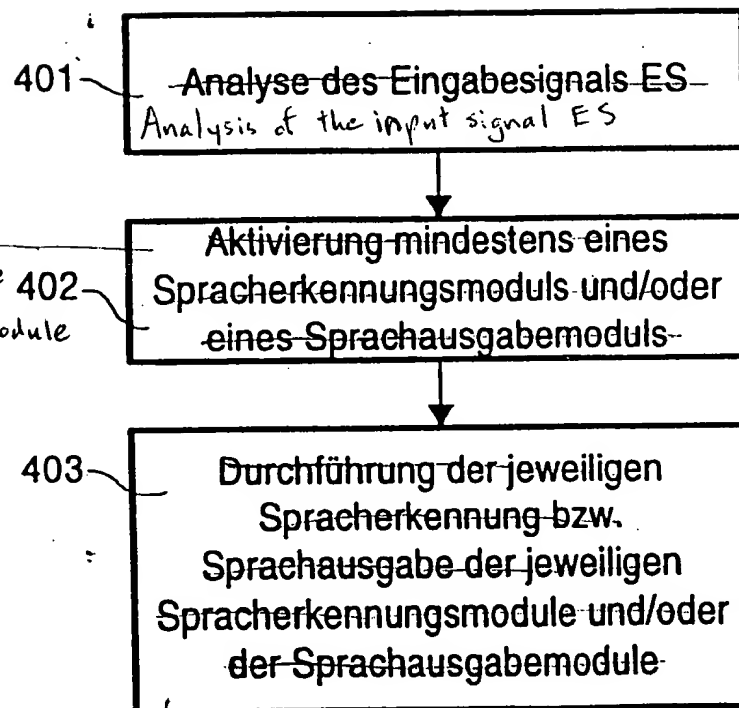 401
Analyse des Eingabesignals ES
Analysis of the input signal ES
402
Aktivierung mindestens eines
Spracherkennungsmoduls und/oder
eines Sprachausgabemoduls
odule
403
Durchführung der jeweiligen
Spracherkennung bzw.
Sprachausgabe der jeweiligen
Spracherkennungsmodule und/oder
der Sprachausgabemodule